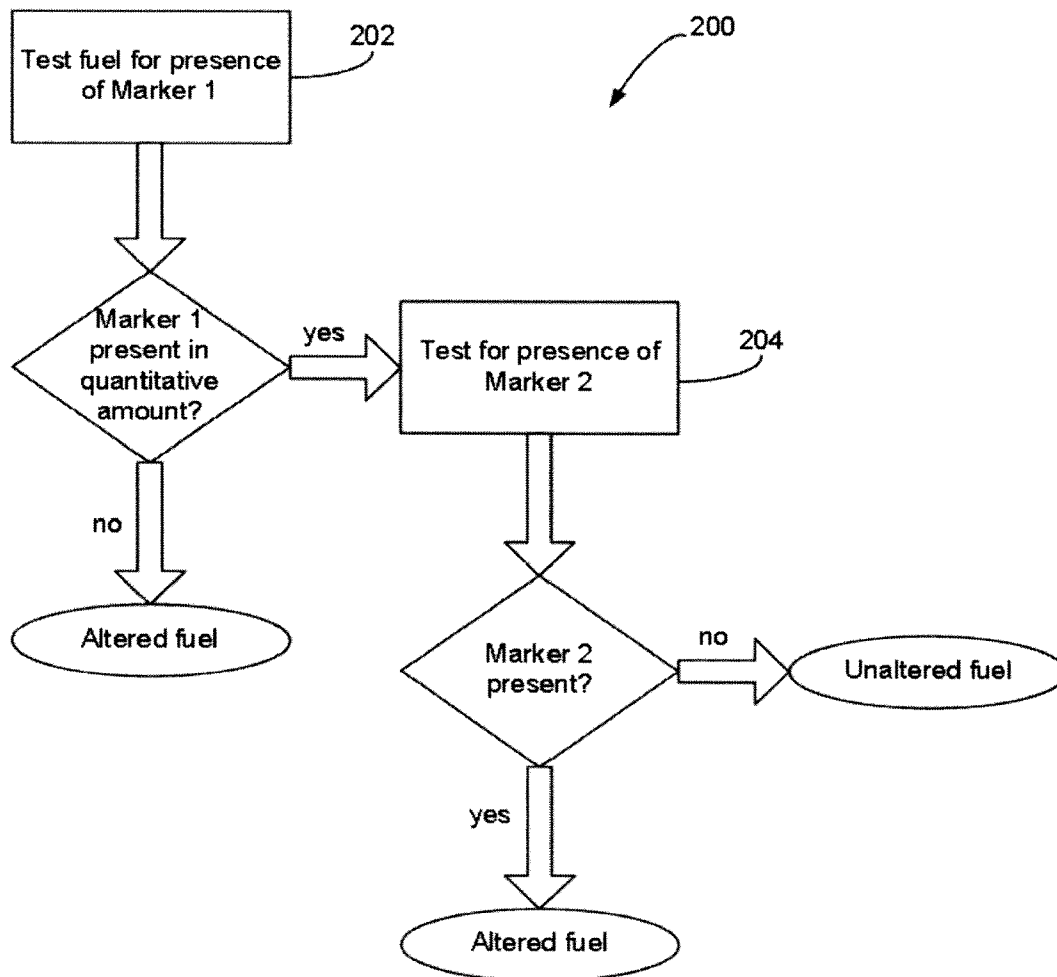 Test fuel for presence
of Marker 1
202
200
Marker 1
present in
quantitative
amount?
yes
Test for presence of
Marker 2
204
no
Altered fuel
Marker 2
present?
no
Unaltered fuel
yes
Altered fuel